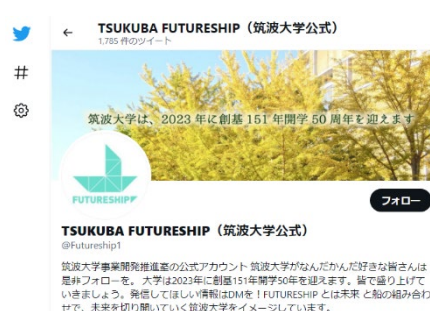 TSUKUBA FUTURESHIP（筑波大学公式）
1,785 件のツイート
#
筑波大学は、2023 年に創基 151 年開学 50 周年を迎えます
FUTURESHIP
フォロー
TSUKUBA FUTURESHIP（筑波大学公式）
@Futureship1
筑波大学事業開発推進室の公式アカウント 筑波大学がなんだかんだ好きな皆さんは
是非フォローを。 大学は2023年に創基151年開学50年を迎えます。皆で盛り上げて
いきましょう。発信してほしい情報はDMを！FUTURESHIP とは未来 と船の組み合わ
せで、未来を切り開いていく筑波大学をイメージしています。